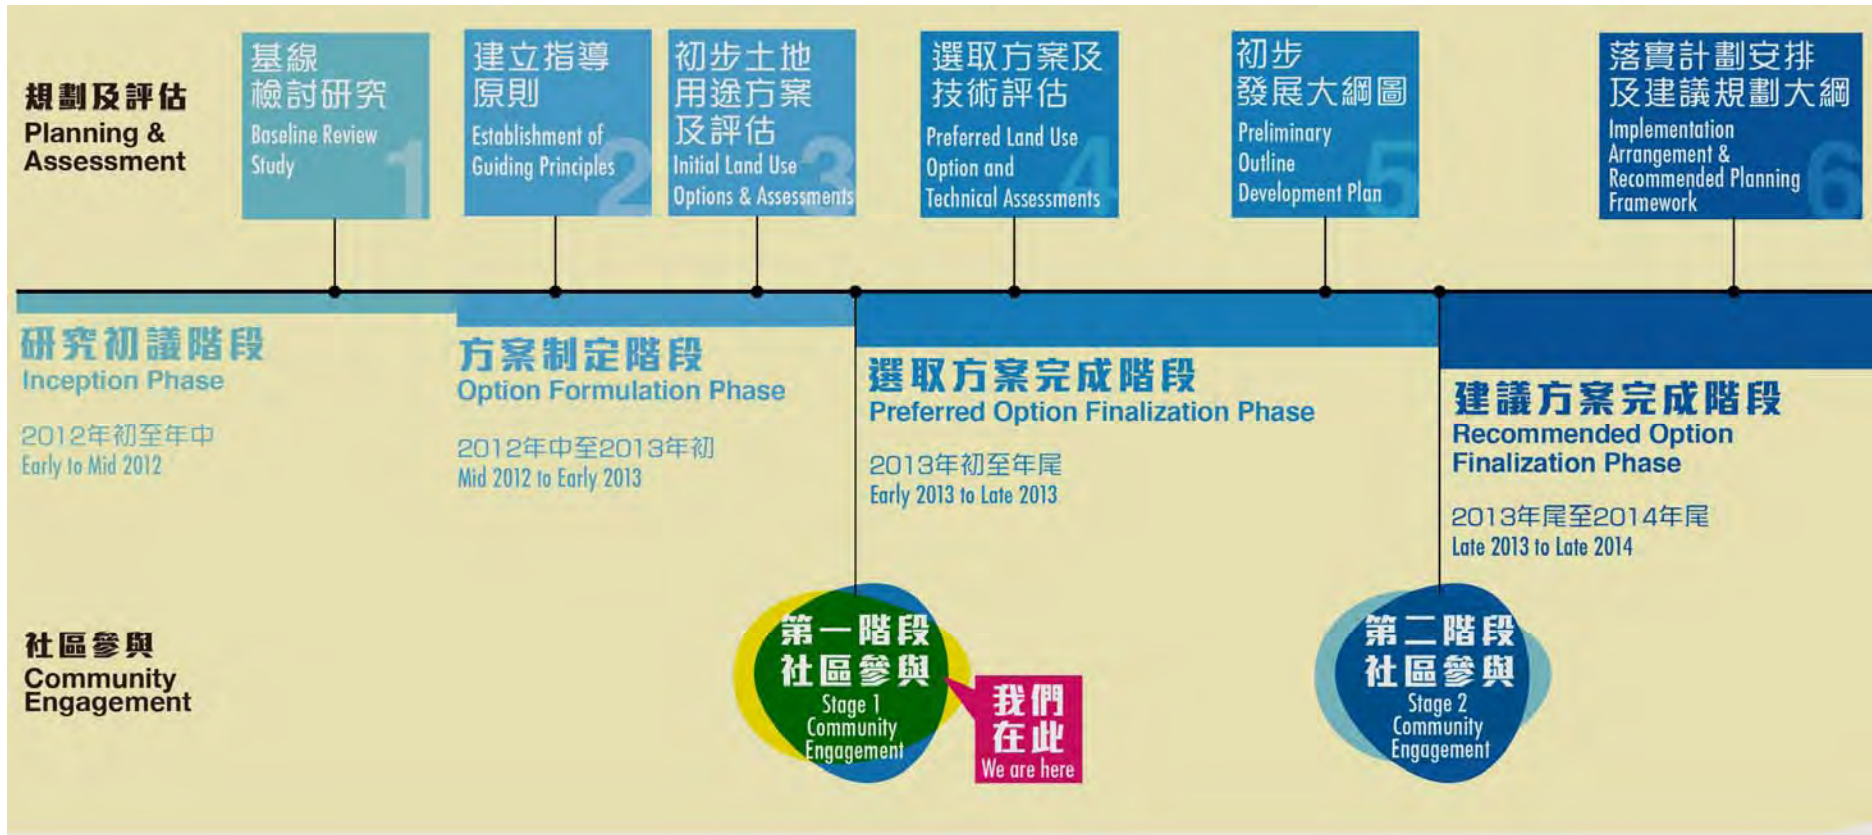 規劃及評估
Planning &
Assessment
基線
檢討研究
Baseline Review
Study
1
建立指導
原則
Establishment of
Guiding Principles
2
初步土地
用途方案
及評估
Initial Land Use
Options & Assessments
3
選取方案及
技術評估
Preferred Land Use
Option and
Technical Assessments
4
初步
發展大綱圖
Preliminary
Outline
Development Plan
5
落實計劃安排
及建議規劃大綱
Implementation
Arrangement &
Recommended Planning
Framework
6
研究初議階段
Inception Phase
2012年初至年中
Early to Mid 2012
方案制定階段
Option Formulation Phase
2012年中至2013年初
Mid 2012 to Early 2013
選取方案完成階段
Preferred Option Finalization Phase
2013年初至年尾
Early 2013 to Late 2013
建議方案完成階段
Recommended Option
Finalization Phase
2013年尾至2014年尾
Late 2013 to Late 2014
社區參與
Community
Engagement
第一階段
社區參與
Stage 1
Community
Engagement
我們
在此
We are here
第二階段
社區參與
Stage 2
Community
Engagement